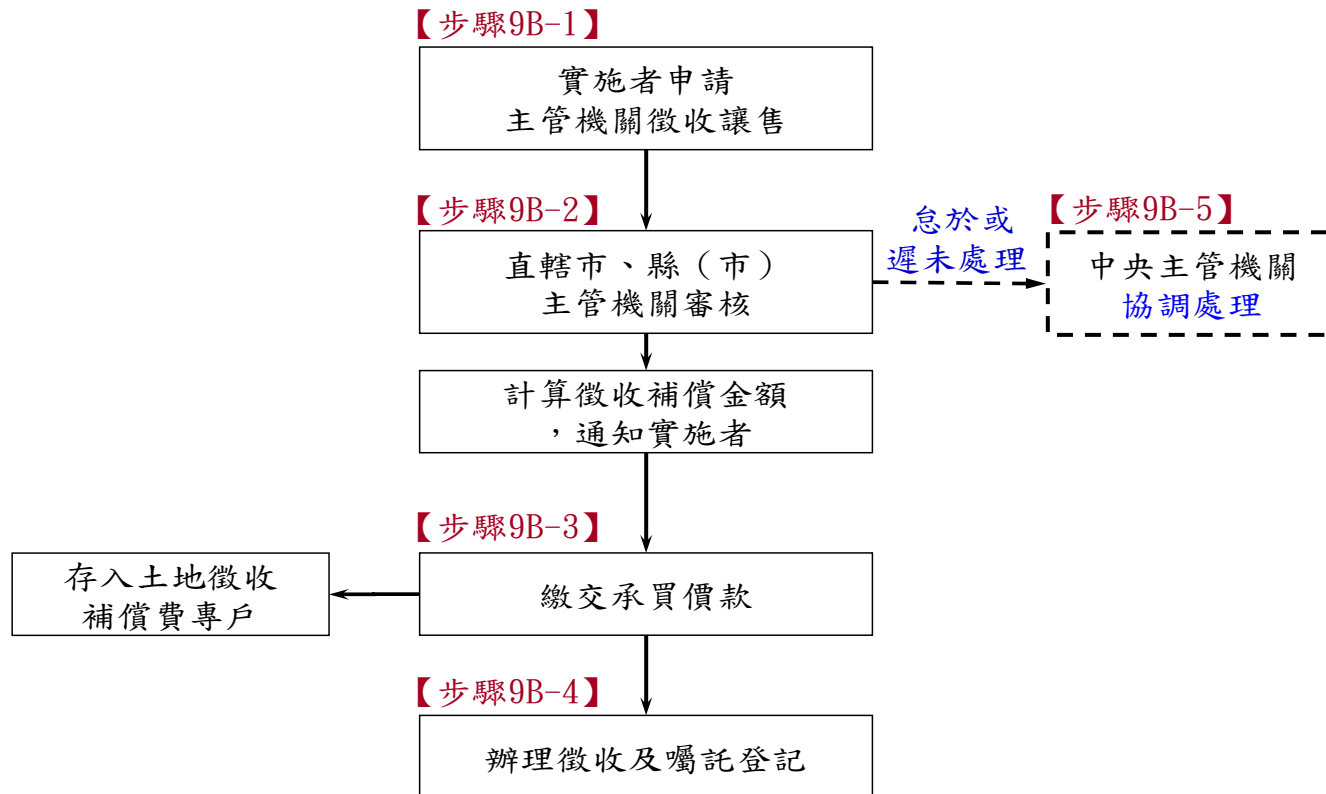 【步驟9B-1】
實施者申請
主管機關徵收讓售
【步驟9B-2】
直轄市、縣（市）
主管機關審核
怠於或
遲未處理
【步驟9B-5】
中央主管機關
協調處理
計算徵收補償金額
，通知實施者
【步驟9B-3】
繳交承買價款
存入土地徵收
補償費專戶
【步驟9B-4】
辦理徵收及囑託登記